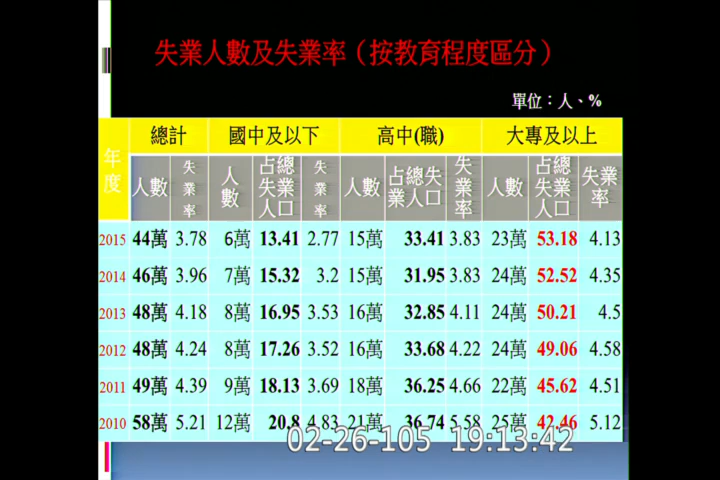 失業人數及失業率（按教育程度區分）
單位：人、%
年度 總計 國中及以下 高中(職) 大專及以上
人數 失業率 人數 占總失業人口 失業率 人數 占總失業人口 失業率 人數 占總失業人口 失業率
2015 44萬 3.78 6萬 13.41 2.77 15萬 33.41 3.83 23萬 53.18 4.13
2014 46萬 3.96 7萬 15.32 3.2 15萬 31.95 3.83 24萬 52.52 4.35
2013 48萬 4.18 8萬 16.95 3.53 16萬 32.85 4.11 24萬 50.21 4.5
2012 48萬 4.24 8萬 17.26 3.52 16萬 33.68 4.22 24萬 49.06 4.58
2011 49萬 4.39 9萬 18.13 3.69 18萬 36.25 4.66 22萬 45.62 4.51
2010 58萬 5.21 12萬 20.8 4.83 21萬 36.74 5.58 25萬 42.46 5.12
02-26-105 19:13:42